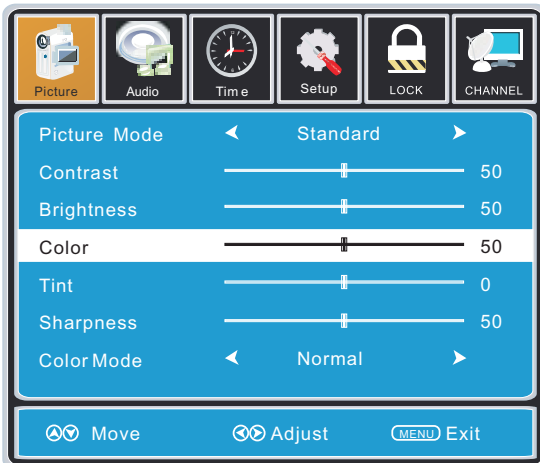 Picture Audio Time Setup LOCK CHANNEL
Picture Mode Standard
Contrast 50
Brightness 50
Color 50
Tint 0
Sharpness 50
Color Mode Normal
Move Adjust MENU Exit